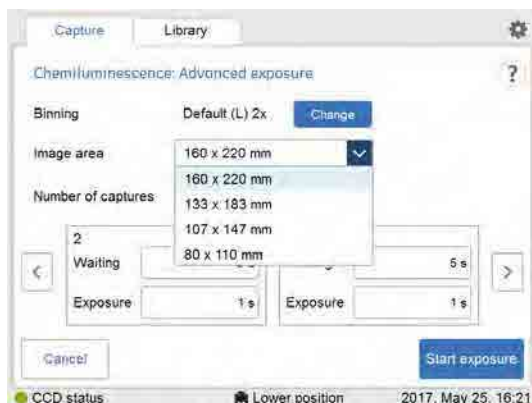 Capture Library
Chemiluminescence: Advanced exposure ?
Binning Default (L) 2x Change
Image area 160 x 220 mm
160 x 220 mm
Number of captures 133 x 183 mm
107 x 147 mm
2
80 x 110 mm
Waiting 5 s
< >
Exposure 1 s Exposure 1 s
Cancel Start exposure
CCD status Lower position 2017. May 25. 16:21